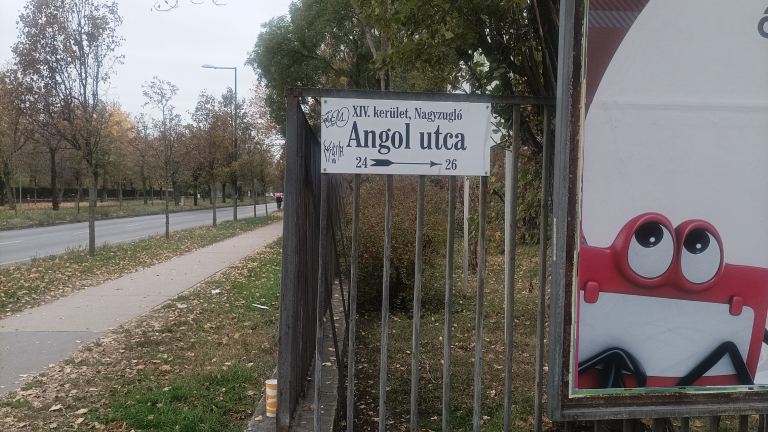 XIV. kerület, Nagyzugló
Angol utca
24 26